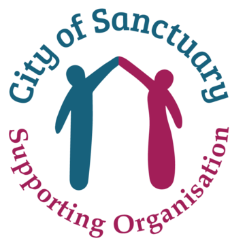 City of Sanctuary
Supporting Organisation